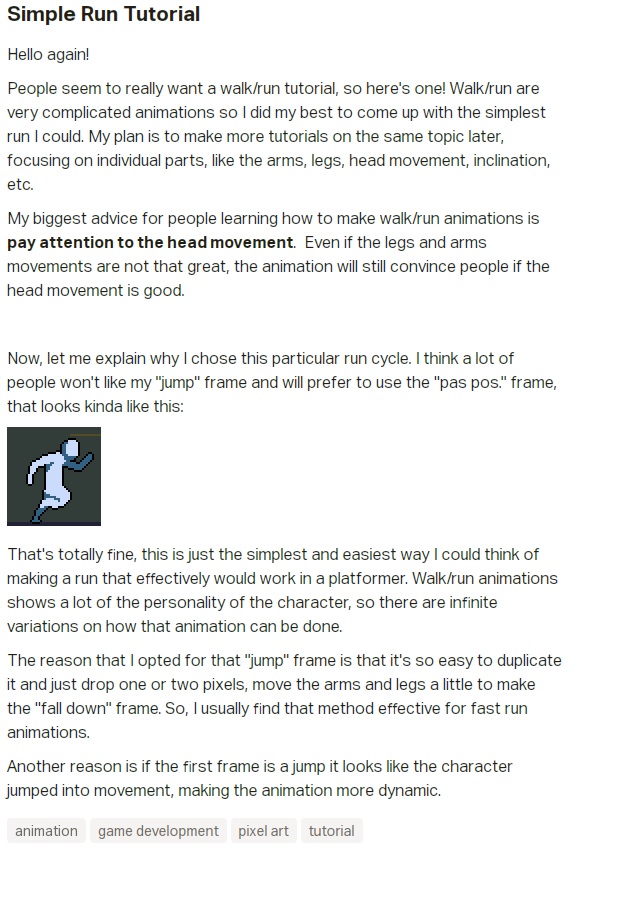 Simple Run Tutorial
Hello again!
People seem to really want a walk/run tutorial, so here's one! Walk/run are
very complicated animations so I did my best to come up with the simplest
run I could. My plan is to make more tutorials on the same topic later,
focusing on individual parts, like the arms, legs, head movement, inclination,
etc.
My biggest advice for people learning how to make walk/run animations is
pay attention to the head movement.  Even if the legs and arms
movements are not that great, the animation will still convince people if the
head movement is good.
Now, let me explain why I chose this particular run cycle. I think a lot of
people won't like my "jump" frame and will prefer to use the "pas pos." frame,
that looks kinda like this:
That's totally fine, this is just the simplest and easiest way I could think of
making a run that effectively would work in a platformer. Walk/run animations
shows a lot of the personality of the character, so there are infinite
variations on how that animation can be done.
The reason that I opted for that "jump" frame is that it's so easy to duplicate
it and just drop one or two pixels, move the arms and legs a little to make
the "fall down" frame. So, I usually find that method effective for fast run
animations.
Another reason is if the first frame is a jump it looks like the character
jumped into movement, making the animation more dynamic.
animation game development pixel art tutorial